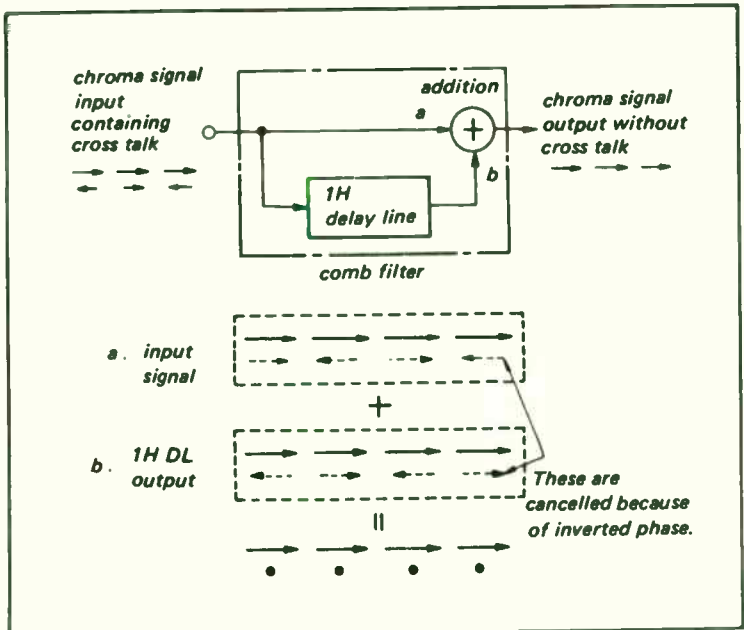 chroma signal
input
containing
cross talk
addition
a
+
b
1H
delay line
comb filter
chroma signal
output without
cross talk
a. input
signal
+
b. 1H DL
output
These are
cancelled because
of inverted phase.
=